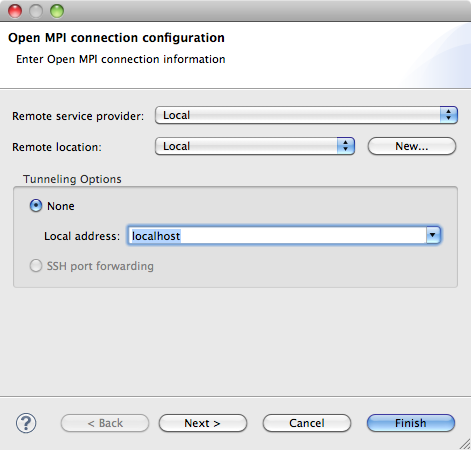 Open MPI connection configuration
Enter Open MPI connection information
Remote service provider: Local
Remote location: Local New...
Tunneling Options
None
Local address: localhost
SSH port forwarding
? < Back Next > Cancel Finish